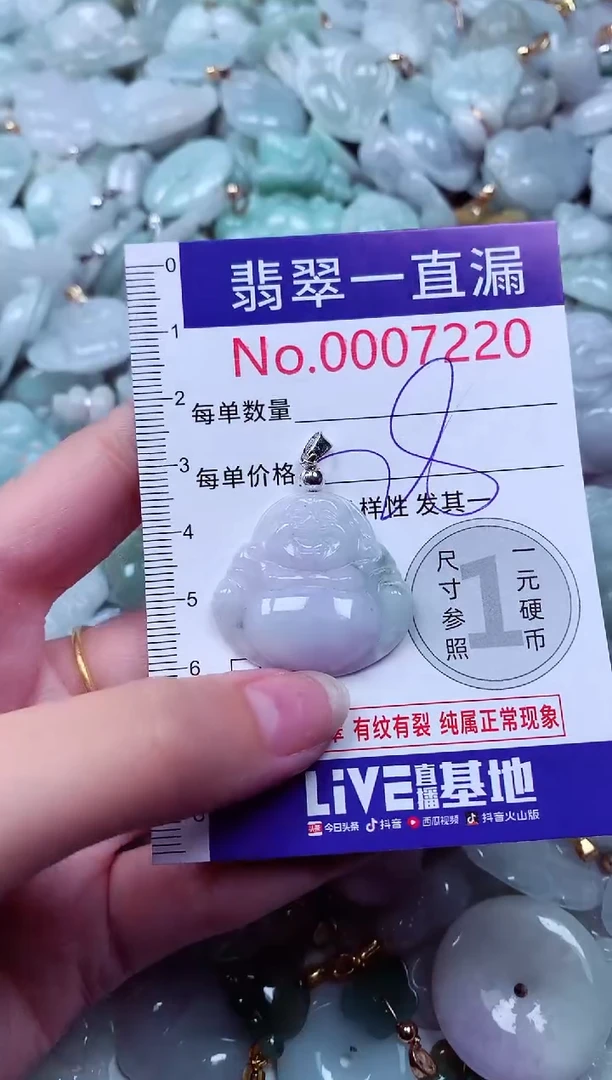 0
翡翠一直漏
No.0007220
1
2
每单数量
3
每单价格
28
样性 发其一
4
5
6
尺寸参照
1
一元硬币
有纹有裂 纯属正常现象
LiVE直播基地
头条 今日头条 抖音 西瓜视频 抖音火山版